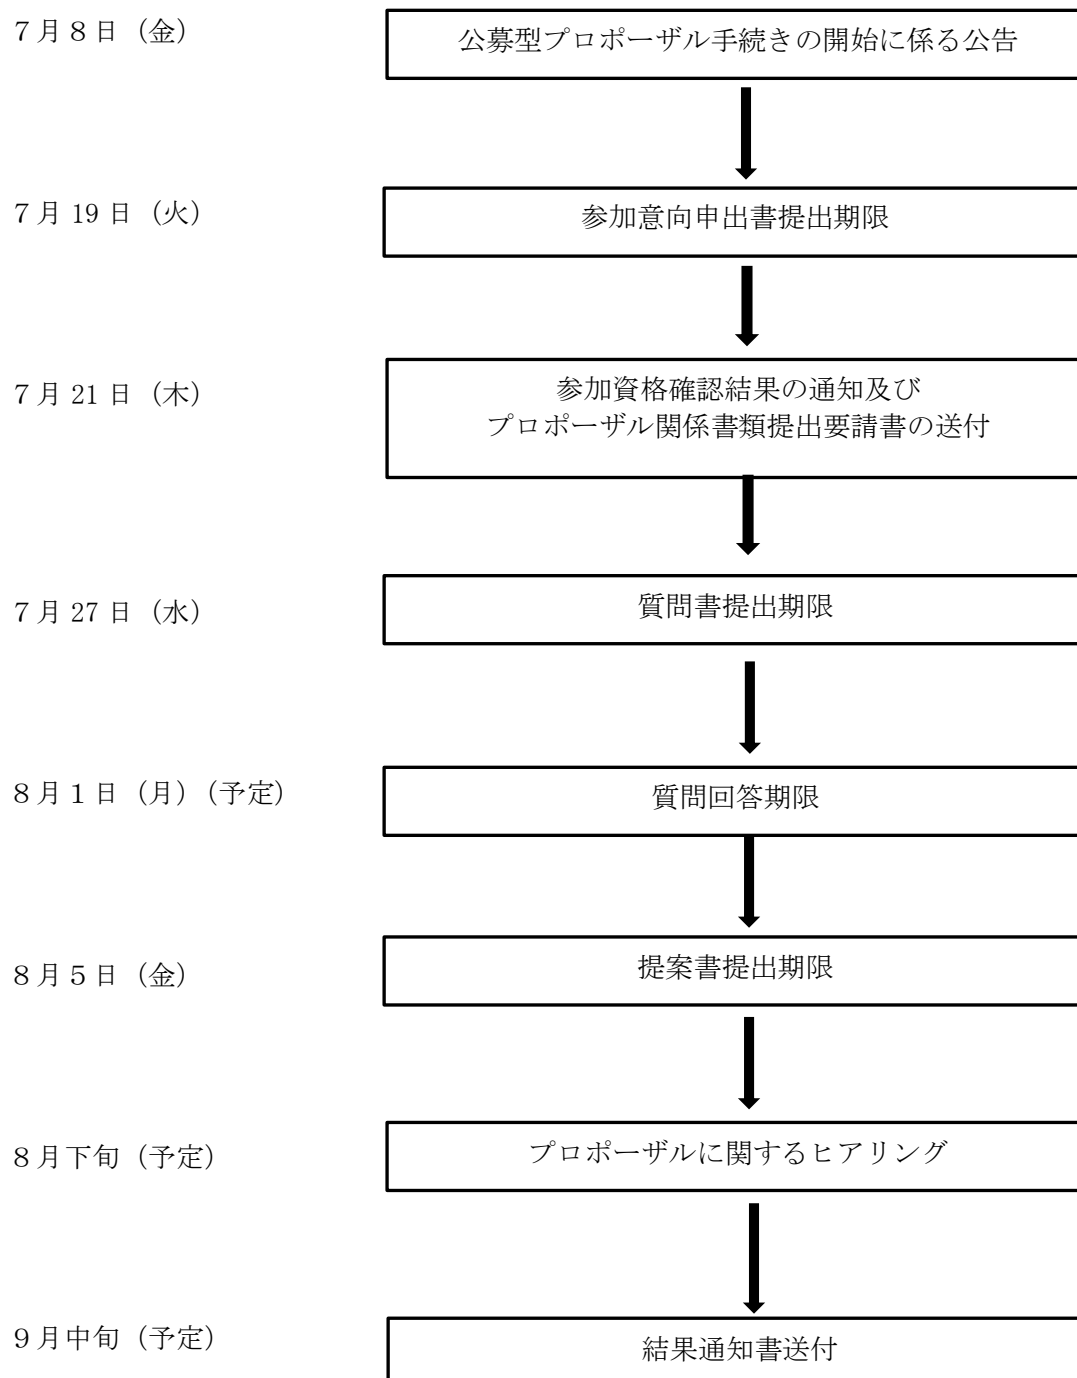 ７月８日（金）
公募型プロポーザル手続きの開始に係る公告
７月 19 日（火）
参加意向申出書提出期限
７月 21 日（木）
参加資格確認結果の通知及び
プロポーザル関係書類提出要請書の送付
７月 27 日（水）
質問書提出期限
８月１日（月）（予定）
質問回答期限
８月５日（金）
提案書提出期限
８月下旬（予定）
プロポーザルに関するヒアリング
９月中旬（予定）
結果通知書送付